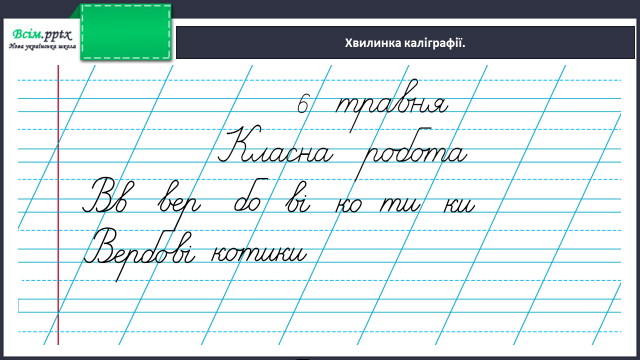 Всім.pptx
Нова українська школа
Хвилинка каліграфії.
6 травня
Класна робота
Вв вер бо ві ко ти ки
Вербові котики